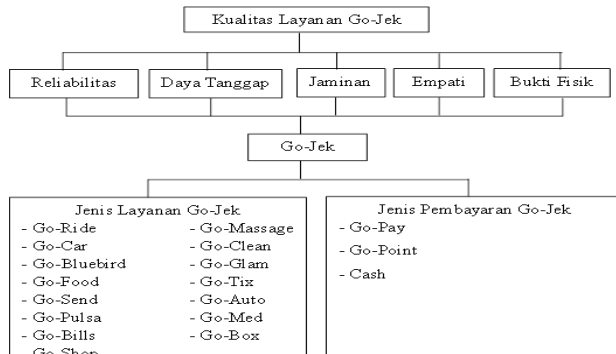 Kualitas Layanan Go-Jek
Reliabilitas
Daya Tanggap
Jaminan
Empati
Bukti Fisik
Go-Jek
Jenis Layanan Go-Jek
- Go-Ride
- Go-Car
- Go-Bluebird
- Go-Food
- Go-Send
- Go-Pulsa
- Go-Bills
- Go-Shop
- Go-Massage
- Go-Clean
- Go-Glam
- Go-Tix
- Go-Auto
- Go-Med
- Go-Box
Jenis Pembayaran Go-Jek
- Go-Pay
- Go-Point
- Cash